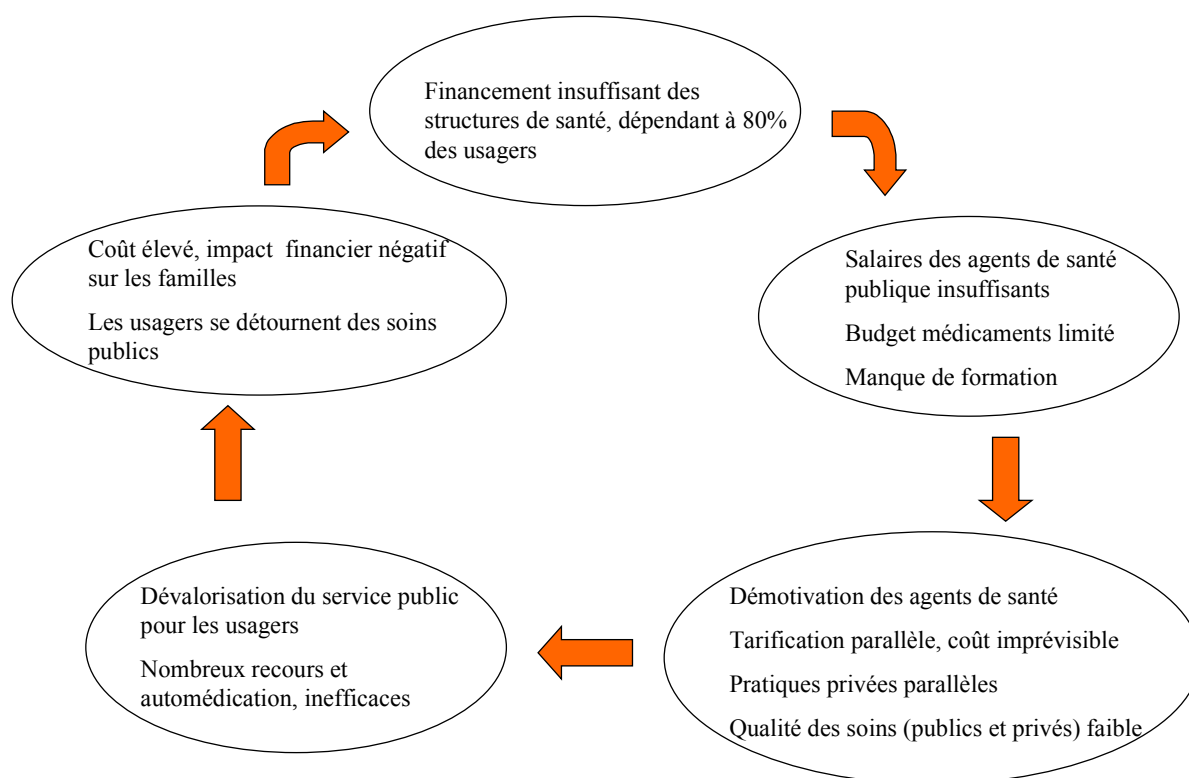 Financement insuffisant des
structures de santé, dépendant à 80%
des usagers
Salaires des agents de santé
publique insuffisants
Budget médicaments limité
Manque de formation
Démotivation des agents de santé
Tarification parallèle, coût imprévisible
Pratiques privées parallèles
Qualité des soins (publics et privés) faible
Dévalorisation du service public
pour les usagers
Nombreux recours et
automédication, inefficaces
Coût élevé, impact financier négatif
sur les familles
Les usagers se détournent des soins
publics